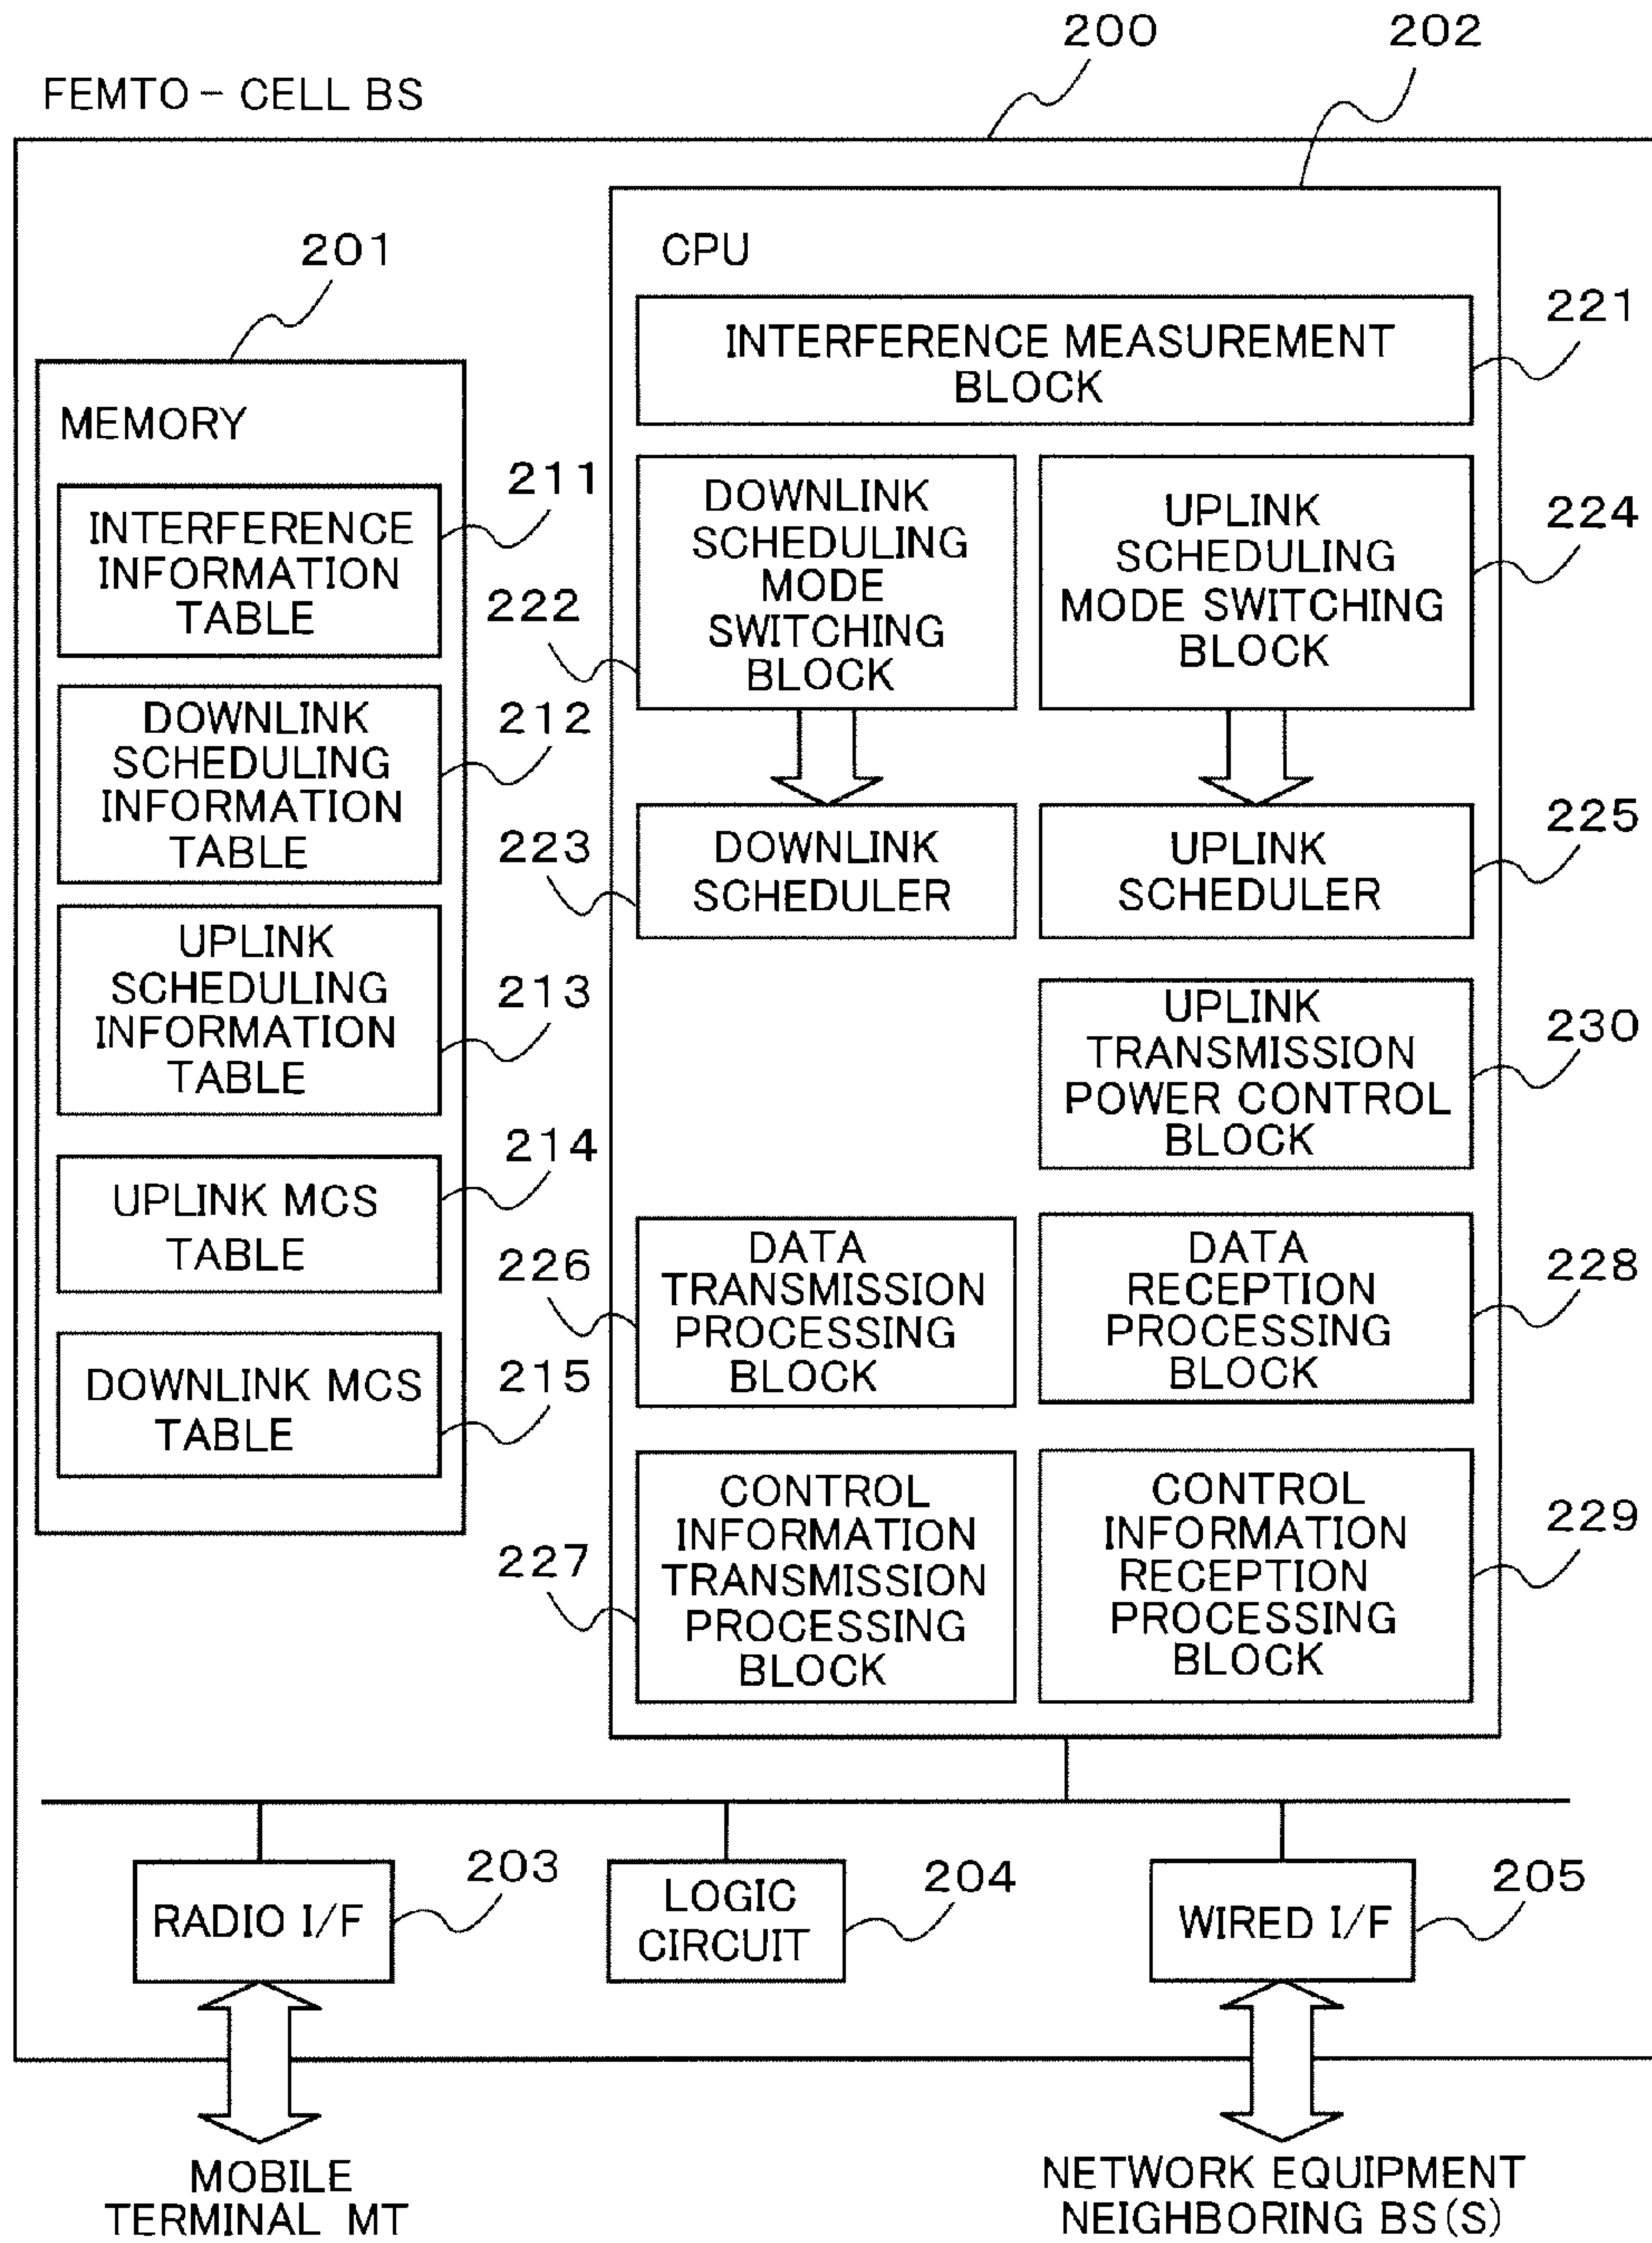 200
202
FEMTO-CELL BS
201
CPU
221
INTERFERENCE MEASUREMENT
BLOCK
MEMORY
211
INTERFERENCE
INFORMATION
TABLE
222
DOWNLINK
SCHEDULING
MODE
SWITCHING
BLOCK
UPLINK
SCHEDULING
MODE SWITCHING
BLOCK
224
DOWNLINK
SCHEDULING
INFORMATION
TABLE
212
223
DOWNLINK
SCHEDULER
UPLINK
SCHEDULER
225
UPLINK
SCHEDULING
INFORMATION
TABLE
213
UPLINK
TRANSMISSION
POWER CONTROL
BLOCK
230
214
UPLINK MCS
TABLE
226
DATA
TRANSMISSION
PROCESSING
BLOCK
DATA
RECEPTION
PROCESSING
BLOCK
228
DOWNLINK MCS
TABLE
215
227
CONTROL
INFORMATION
TRANSMISSION
PROCESSING
BLOCK
CONTROL
INFORMATION
RECEPTION
PROCESSING
BLOCK
229
RADIO I/F
203
LOGIC
CIRCUIT
204
WIRED I/F
205
MOBILE
TERMINAL MT
NETWORK EQUIPMENT
NEIGHBORING BS(S)